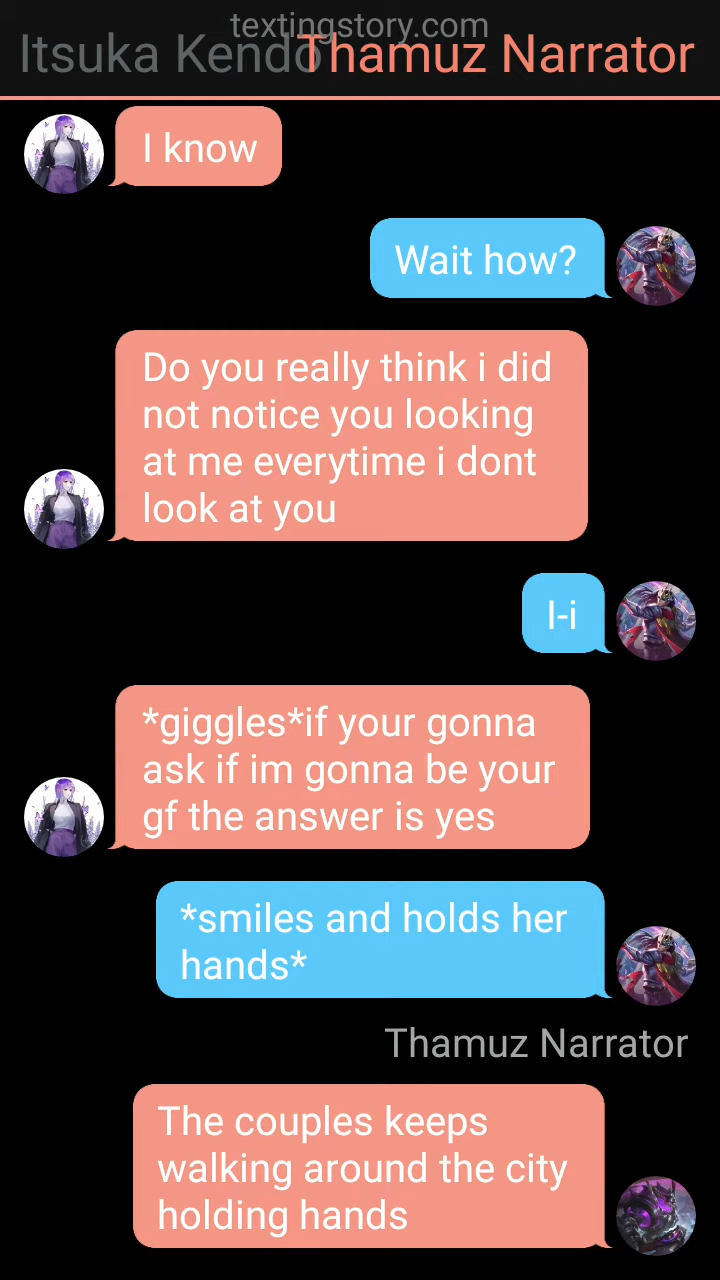 textingstory.com
Itsuka Kendo Thamuz Narrator
I know
Wait how?
Do you really think i did
not notice you looking
at me everytime i dont
look at you
I-i
*giggles*if your gonna
ask if im gonna be your
gf the answer is yes
*smiles and holds her
hands*
Thamuz Narrator
The couples keeps
walking around the city
holding hands